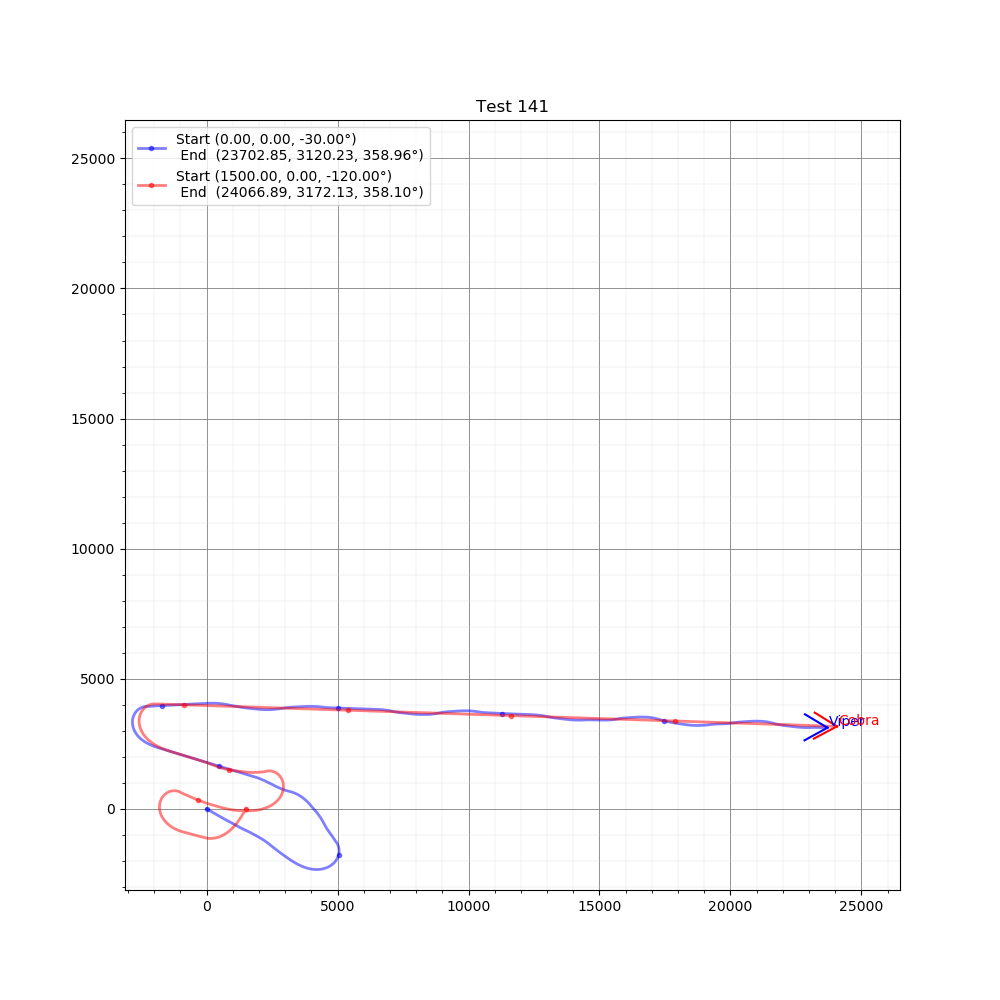 Test 141
Start (0.00, 0.00, -30.00°)
End (23702.85, 3120.23, 358.96°)
Start (1500.00, 0.00, -120.00°)
End (24066.89, 3172.13, 358.10°)
25000
20000
15000
10000
5000
0
Viper
Cobra
0
5000
10000
15000
20000
25000